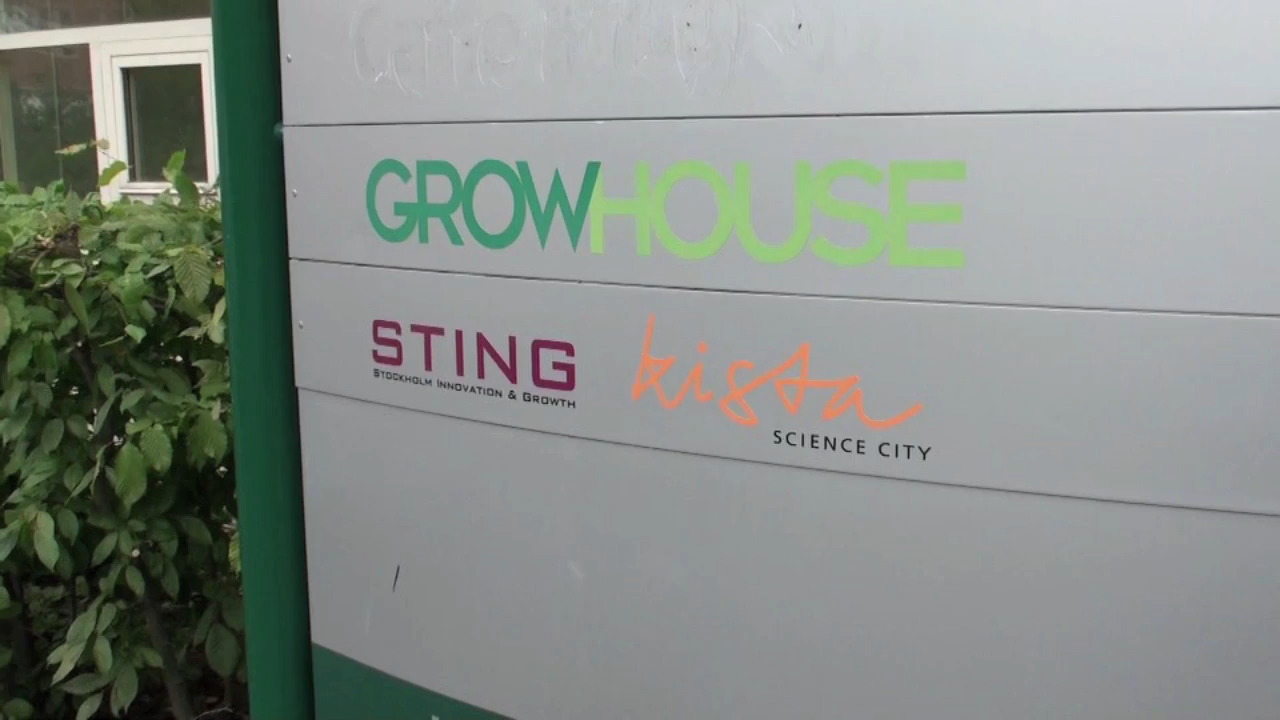 GROWHOUSE
STING
STOCKHOLM INNOVATION & GROWTH
kista
SCIENCE CITY